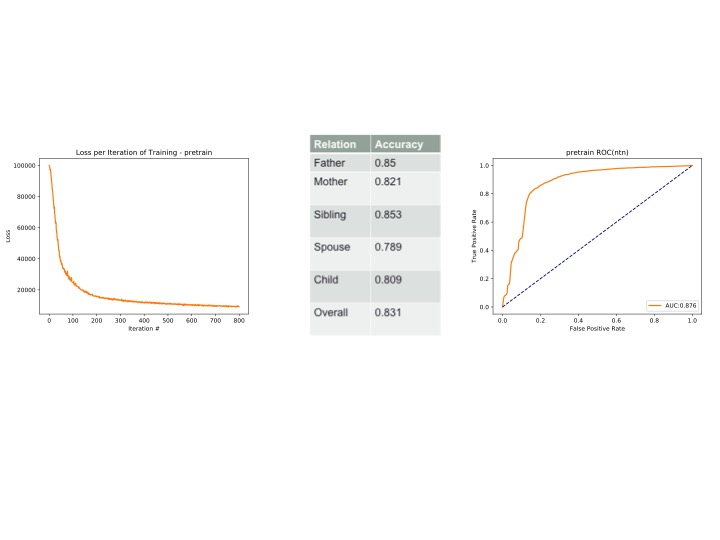 Loss per Iteration of Training - pretrain
Loss
100000
80000
60000
40000
20000
0 100 200 300 400 500 600 700 800
Iteration #
Relation Accuracy
Father 0.85
Mother 0.821
Sibling 0.853
Spouse 0.789
Child 0.809
Overall 0.831
pretrain ROC(ntn)
True Positive Rate
1.0
0.8
0.6
0.4
0.2
0.0
0.0 0.2 0.4 0.6 0.8 1.0
False Positive Rate
AUC:0.876